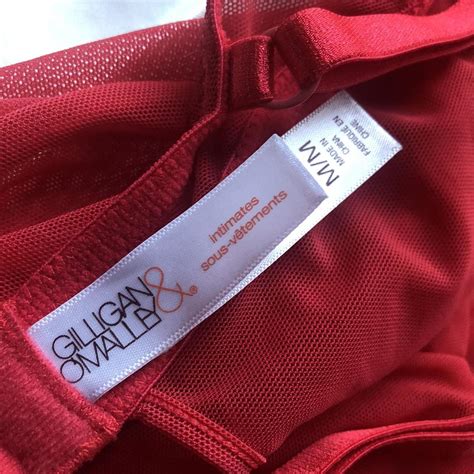 GILLIGAN
& O'MALLEY®
intimates
sous-vêtements
M/M
MADE IN
CHINA
FABRIQUÉ EN
CHINE